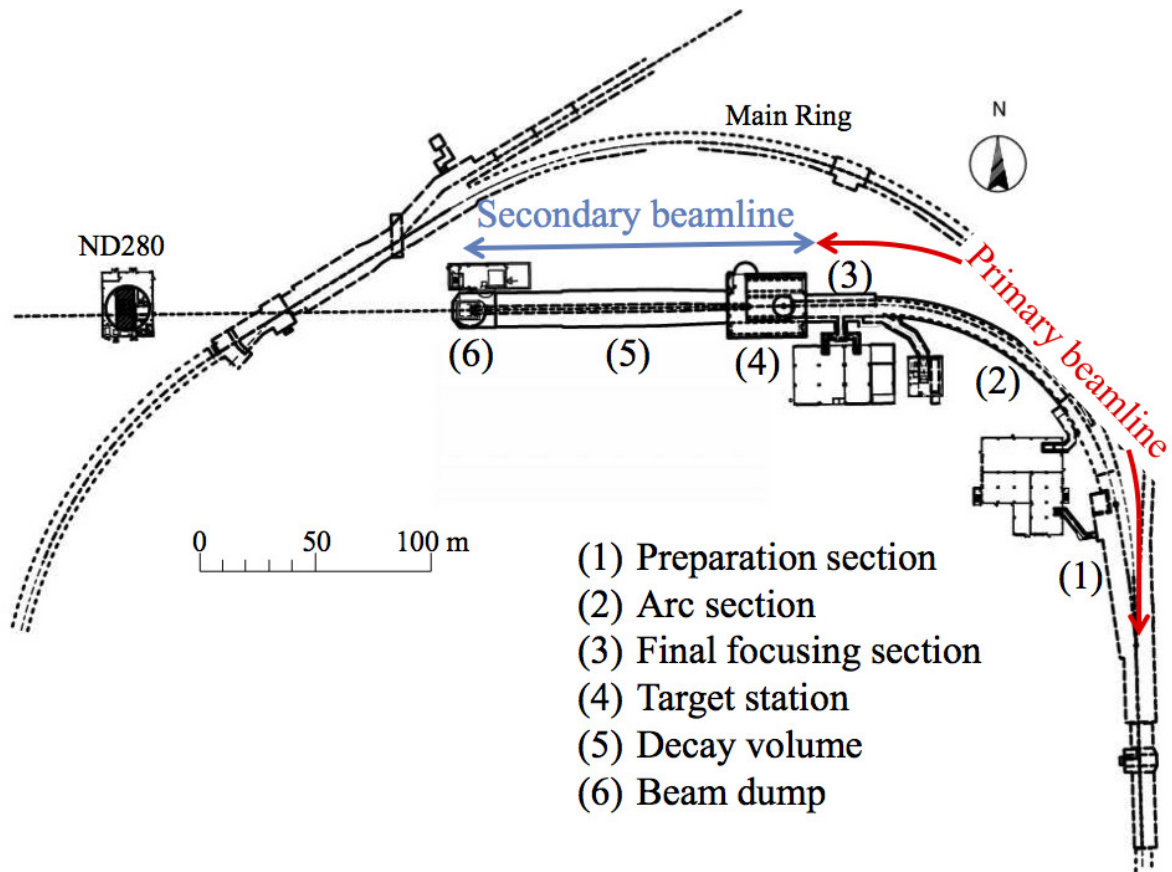 Main Ring
N
Secondary beamline
ND280
(3)
Primary beamline
(6)
(5)
(4)
(2)
0 50 100 m
(1)
(1) Preparation section
(2) Arc section
(3) Final focusing section
(4) Target station
(5) Decay volume
(6) Beam dump